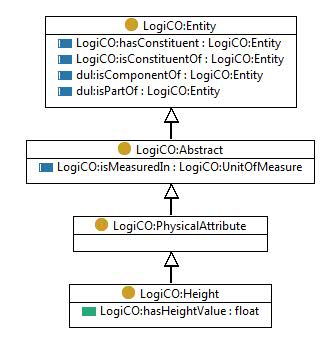 LogiCO:Entity
LogiCO:hasConstituent : LogiCO:Entity
LogiCO:isConstituentOf : LogiCO:Entity
dul:isComponentOf : LogiCO:Entity
dul:isPartOf : LogiCO:Entity
LogiCO:Abstract
LogiCO:isMeasuredIn : LogiCO:UnitOfMeasure
LogiCO:PhysicalAttribute
LogiCO:Height
LogiCO:hasHeightValue : float